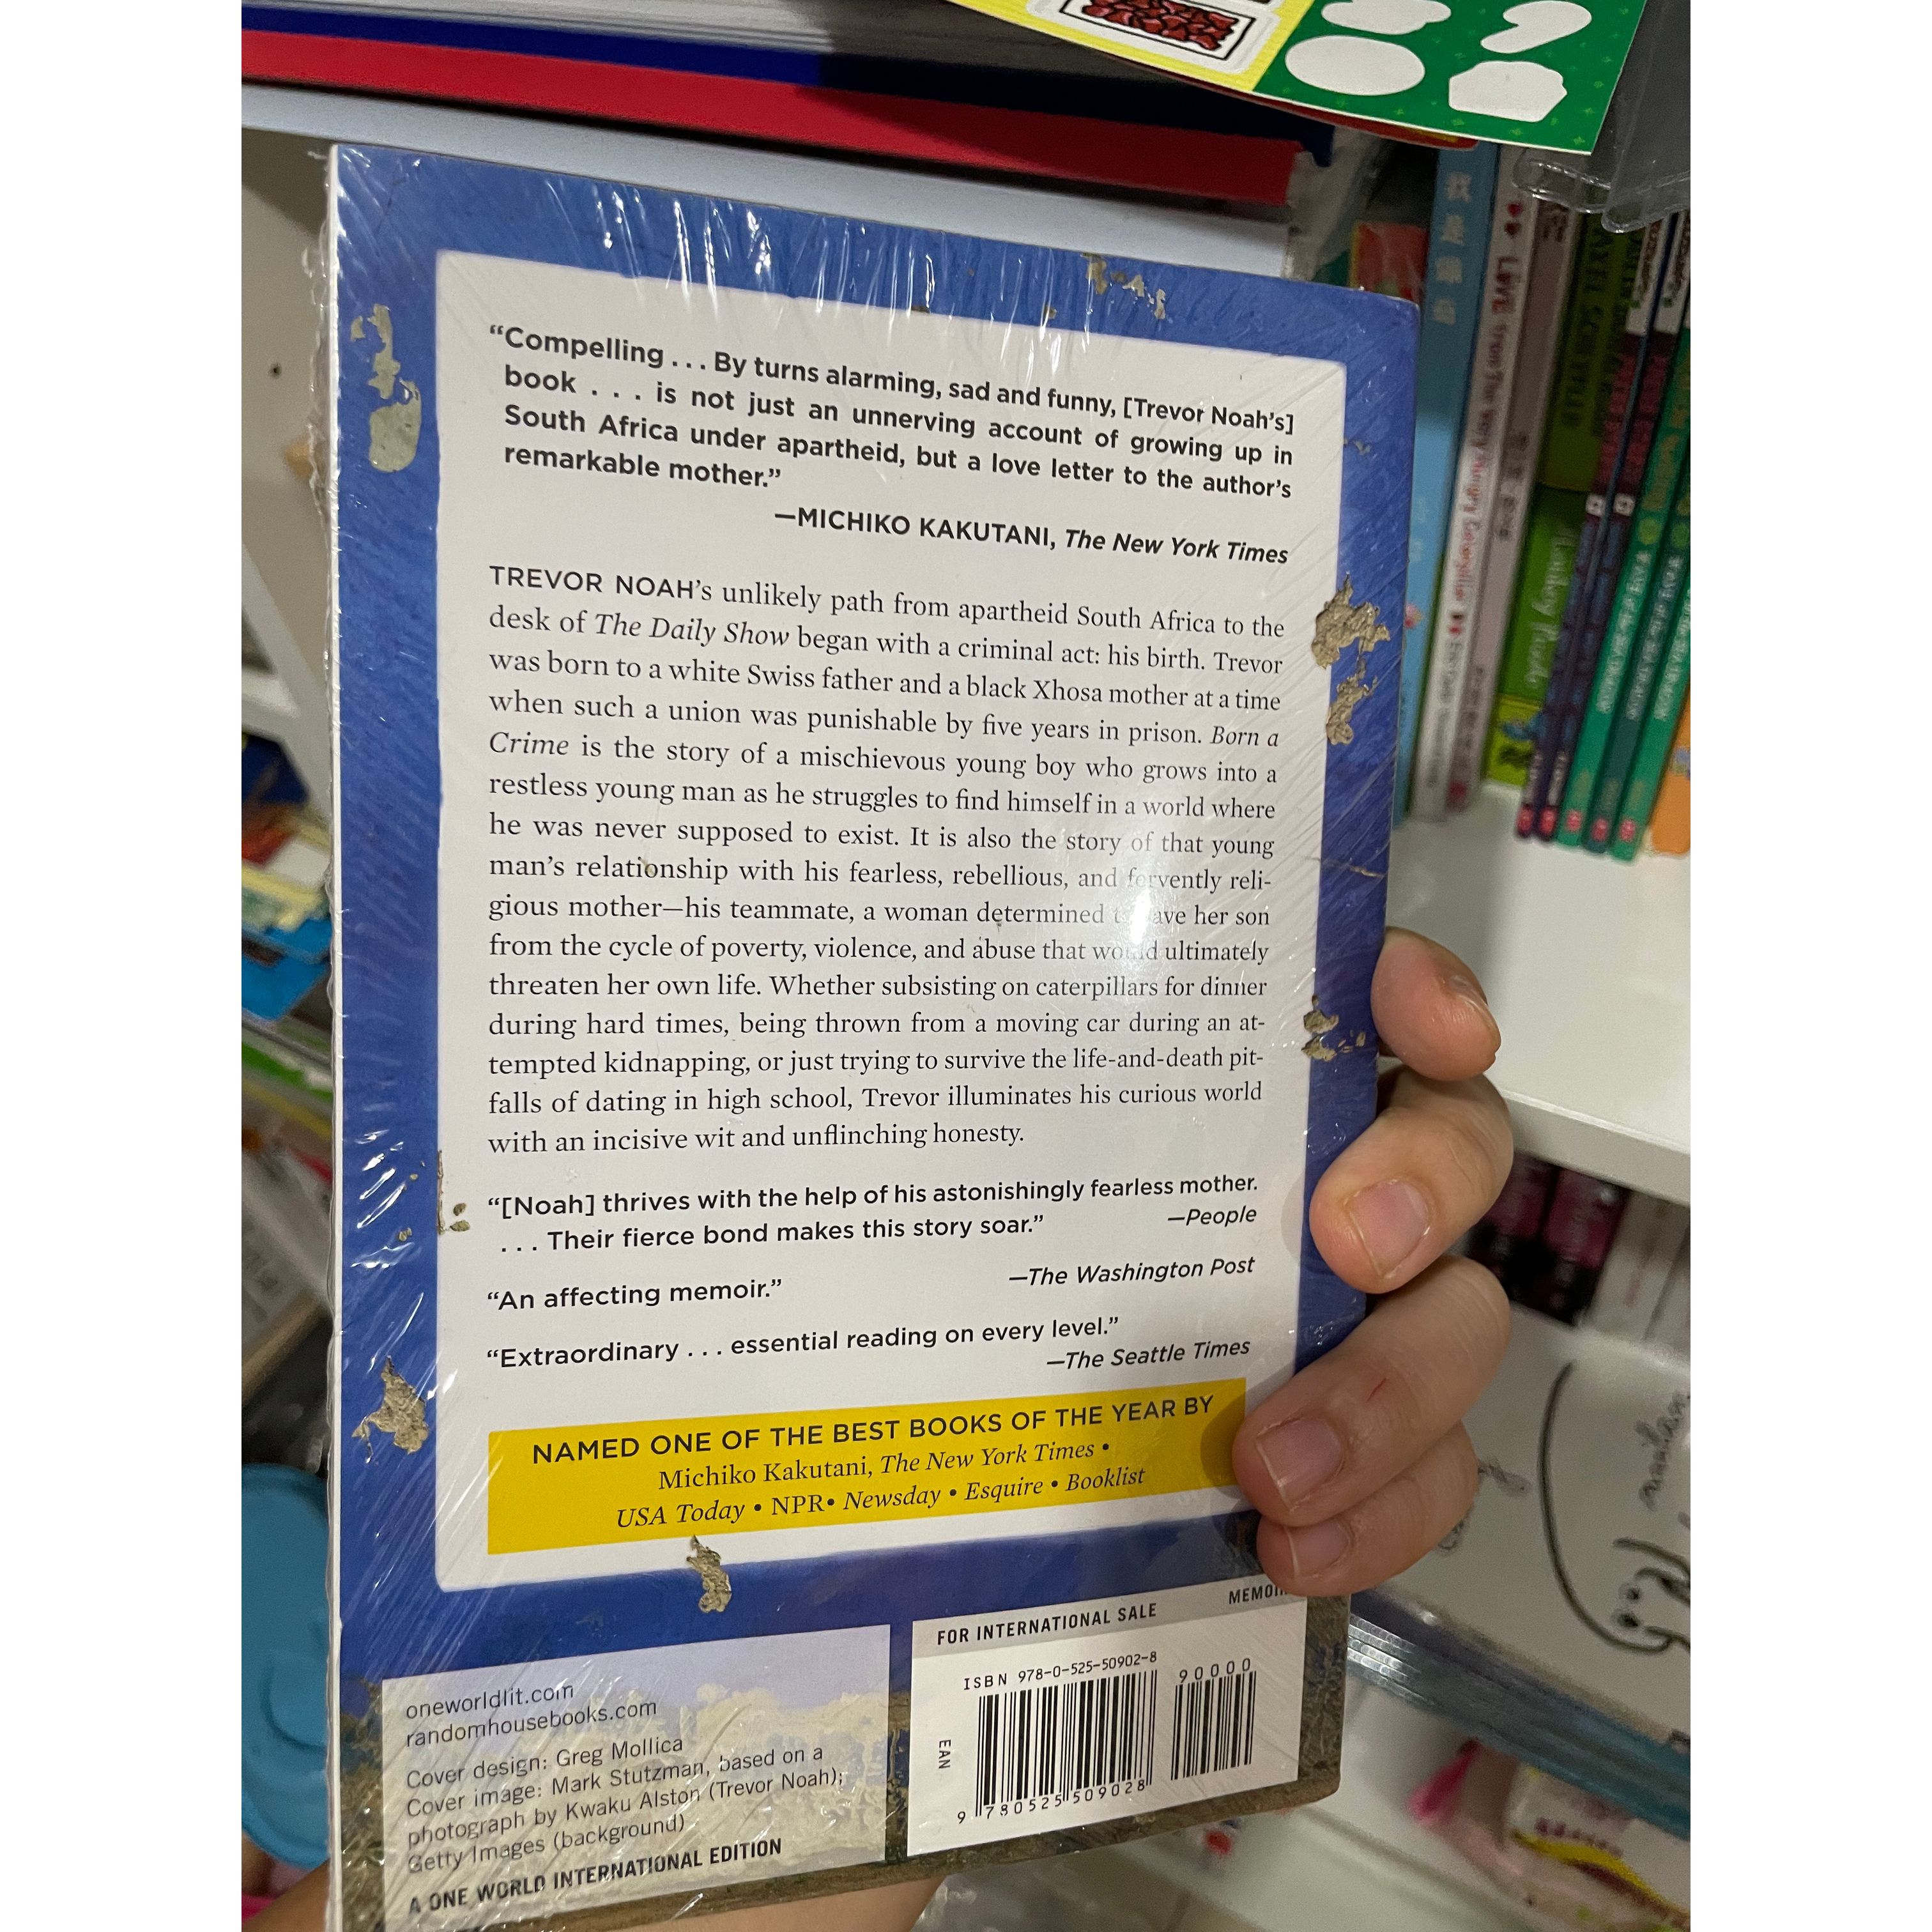 “Compelling . . . By turns alarming, sad and funny, [Trevor Noah’s]
book . . . is not just an unnerving account of growing up in
South Africa under apartheid, but a love letter to the author’s
remarkable mother.”
—MICHIKO KAKUTANI, The New York Times
TREVOR NOAH’s unlikely path from apartheid South Africa to the
desk of The Daily Show began with a criminal act: his birth. Trevor
was born to a white Swiss father and a black Xhosa mother at a time
when such a union was punishable by five years in prison. Born a
Crime is the story of a mischievous young boy who grows into a
restless young man as he struggles to find himself in a world where
he was never supposed to exist. It is also the story of that young
man’s relationship with his fearless, rebellious, and fervently reli-
gious mother—his teammate, a woman determined to save her son
from the cycle of poverty, violence, and abuse that would ultimately
threaten her own life. Whether subsisting on caterpillars for dinner
during hard times, being thrown from a moving car during an at-
tempted kidnapping, or just trying to survive the life-and-death pit-
falls of dating in high school, Trevor illuminates his curious world
with an incisive wit and unflinching honesty.
“[Noah] thrives with the help of his astonishingly fearless mother.
. . . Their fierce bond makes this story soar.” —People
“An affecting memoir.” —The Washington Post
“Extraordinary . . . essential reading on every level.”
—The Seattle Times
NAMED ONE OF THE BEST BOOKS OF THE YEAR BY
Michiko Kakutani, The New York Times •
USA Today • NPR• Newsday • Esquire • Booklist
oneworldlit.com
randomhousebooks.com
Cover design: Greg Mollica
Cover image: Mark Stutzman, based on a
photograph by Kwaku Alston (Trevor Noah);
Getty Images (background)
A ONE WORLD INTERNATIONAL EDITION
FOR INTERNATIONAL SALE
MEMOI
ISBN 978-0-525-50902-8
90000
EAN
9 780525 509028
LOVE from The Very Hungry Caterpillar